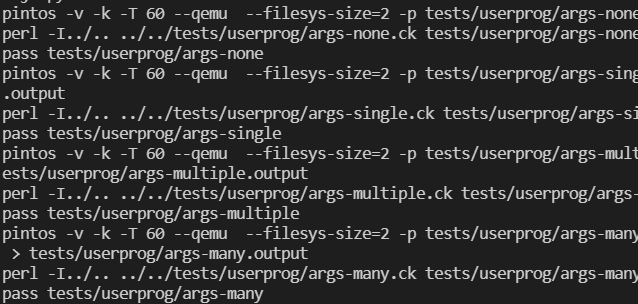 pintos -v -k -T 60 --qemu  --filesys-size=2 -p tests/userprog/args-none
perl -I../.. ../../tests/userprog/args-none.ck tests/userprog/args-none
pass tests/userprog/args-none
pintos -v -k -T 60 --qemu  --filesys-size=2 -p tests/userprog/args-sing
.output
perl -I../.. ../../tests/userprog/args-single.ck tests/userprog/args-si
pass tests/userprog/args-single
pintos -v -k -T 60 --qemu  --filesys-size=2 -p tests/userprog/args-mult
ests/userprog/args-multiple.output
perl -I../.. ../../tests/userprog/args-multiple.ck tests/userprog/args-
pass tests/userprog/args-multiple
pintos -v -k -T 60 --qemu  --filesys-size=2 -p tests/userprog/args-many
 > tests/userprog/args-many.output
perl -I../.. ../../tests/userprog/args-many.ck tests/userprog/args-many
pass tests/userprog/args-many